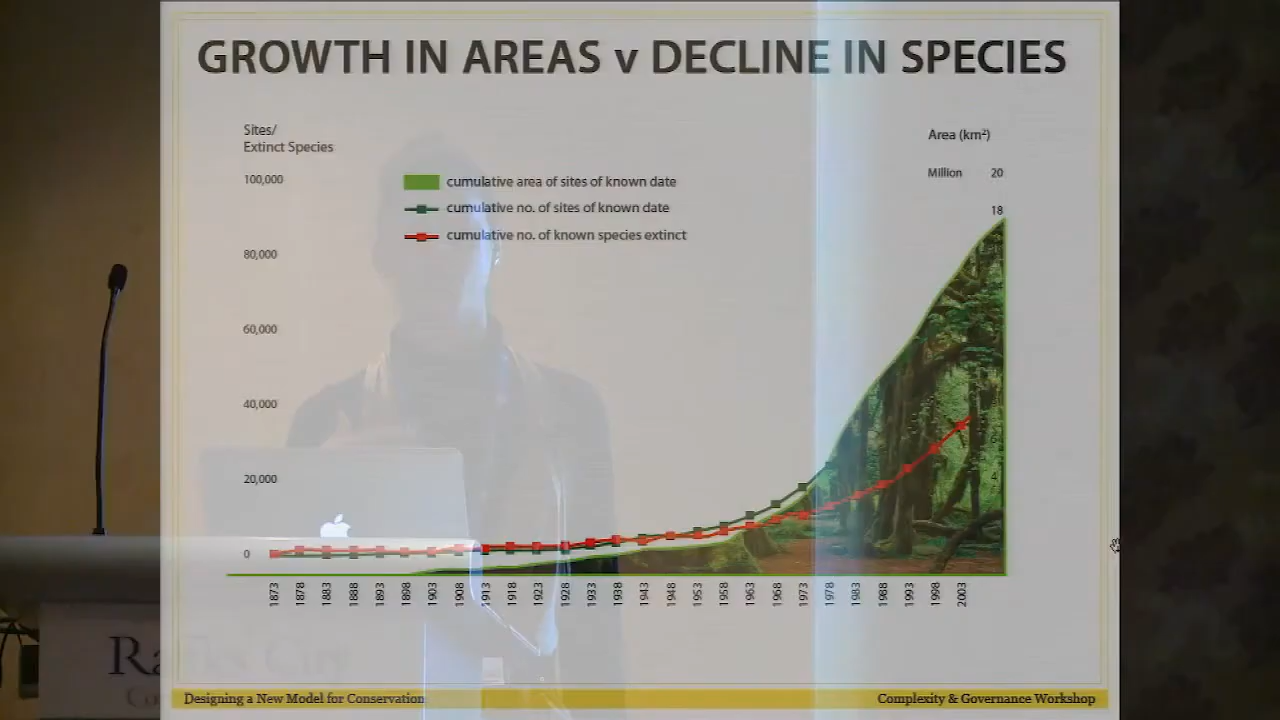 GROWTH IN AREAS v DECLINE IN SPECIES
Sites/
Extinct Species
Area (km²)
100,000
80,000
60,000
40,000
20,000
0
cumulative area of sites of known date
cumulative no. of sites of known date
cumulative no. of known species extinct
Million 20
18
4
1873 1878 1883 1888 1893 1898 1903 1908 1913 1918 1923 1928 1933 1938 1943 1948 1953 1958 1963 1968 1973 1978 1983 1988 1993 1998 2003
Designing a New Model for Conservation
Complexity & Governance Workshop